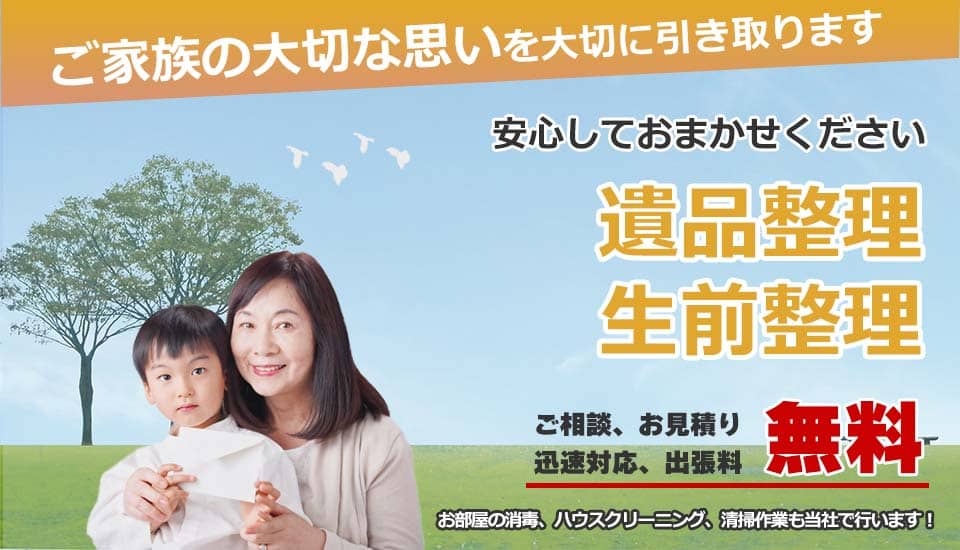 ご家族の大切な思いを大切に引き取ります
安心しておまかせください
遺品整理
生前整理
ご相談、お見積り
迅速対応、出張料
無料
お部屋の消毒、ハウスクリーニング、清掃作業も当社で行います！